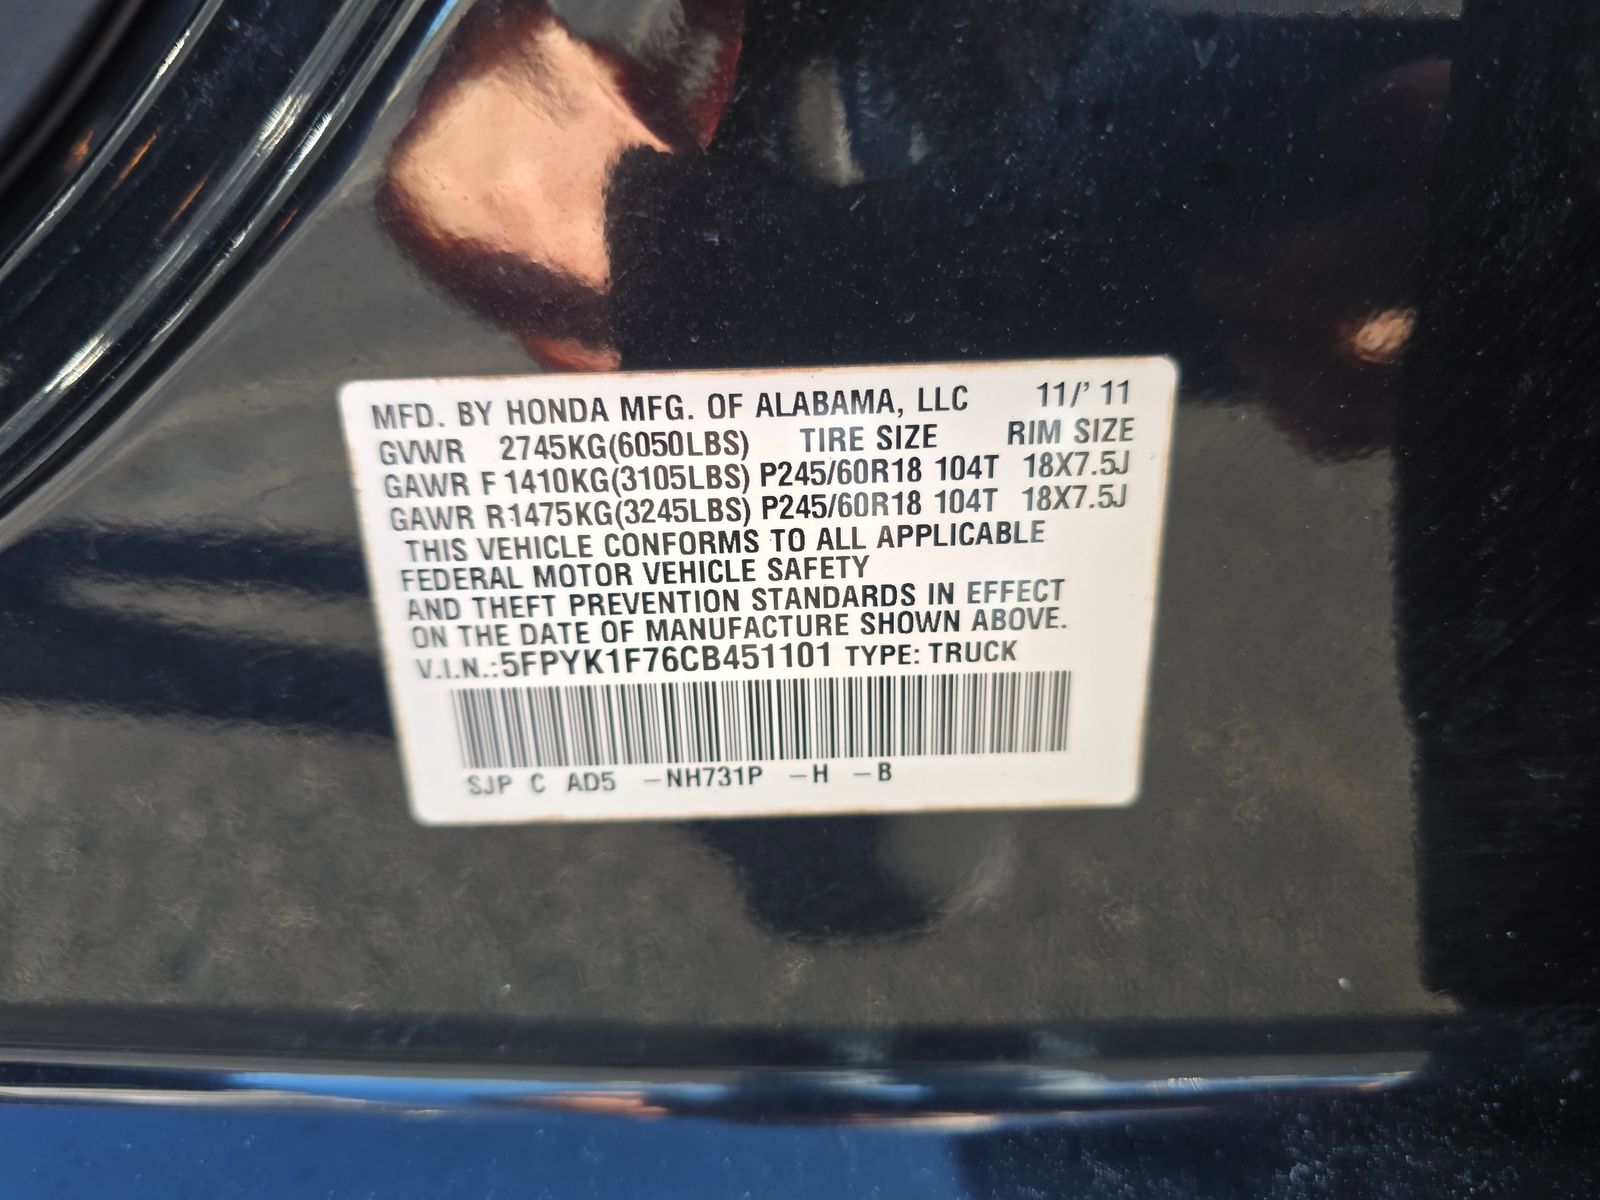 MFD. BY HONDA MFG. OF ALABAMA, LLC 11/' 11
GVWR 2745KG(6050LBS) TIRE SIZE RIM SIZE
GAWR F 1410KG(3105LBS) P245/60R18 104T 18X7.5J
GAWR R1475KG(3245LBS) P245/60R18 104T 18X7.5J
THIS VEHICLE CONFORMS TO ALL APPLICABLE
FEDERAL MOTOR VEHICLE SAFETY
AND THEFT PREVENTION STANDARDS IN EFFECT
ON THE DATE OF MANUFACTURE SHOWN ABOVE.
V.I.N.:5FPYK1F76CB451101 TYPE: TRUCK
SJP C AD5 -NH731P -H -B